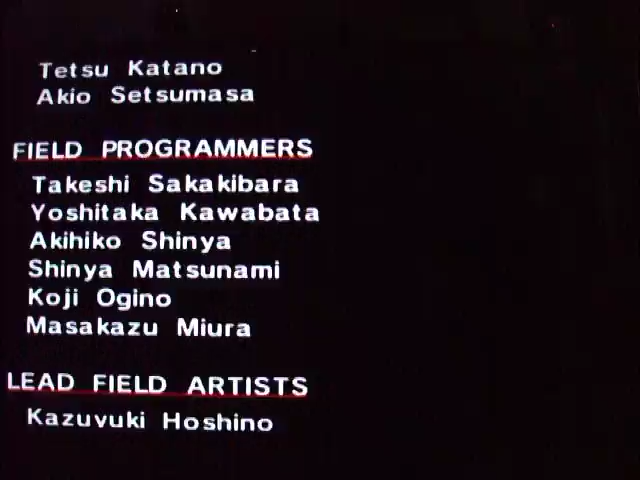 Tetsu Katano
Akio Setsumasa
FIELD PROGRAMMERS
Takeshi Sakakibara
Yoshitaka Kawabata
Akihiko Shinya
Shinya Matsunami
Koji Ogino
Masakazu Miura
LEAD FIELD ARTISTS
Kazuyuki Hoshino